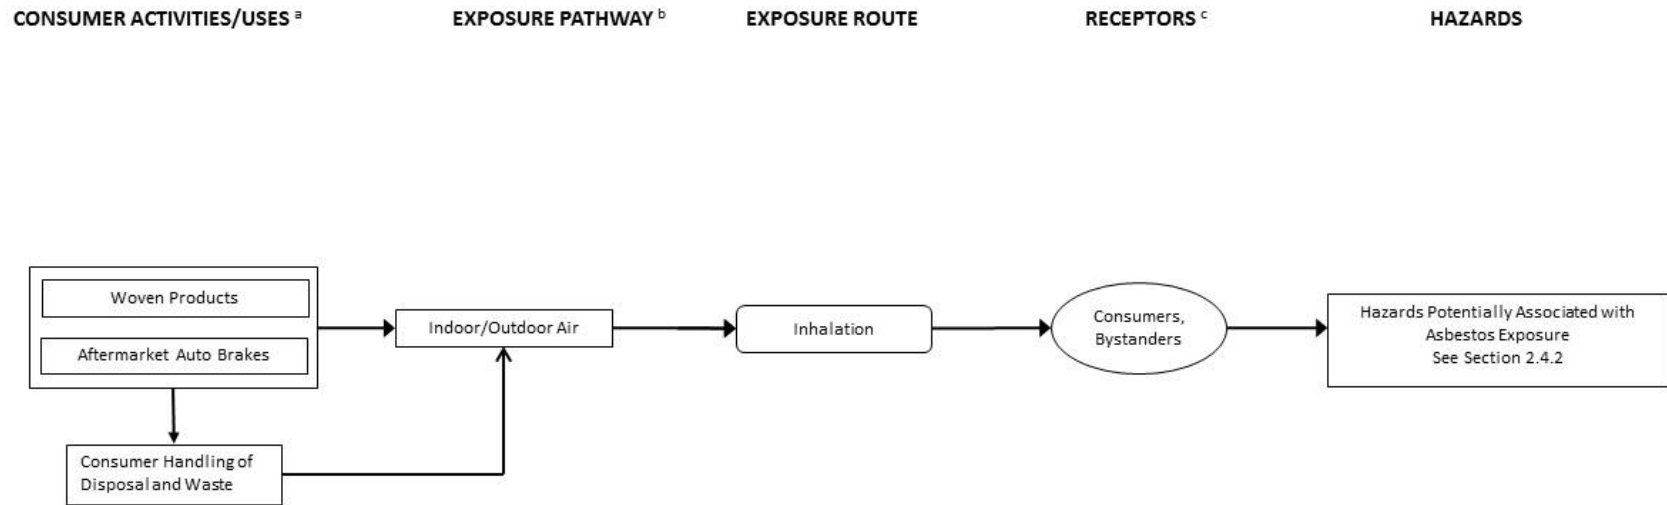 CONSUMER ACTIVITIES/USES a
EXPOSURE PATHWAY b
EXPOSURE ROUTE
RECEPTORS c
HAZARDS
Woven Products
Aftermarket Auto Brakes
Consumer Handling of
Disposal and Waste
Indoor/Outdoor Air
Inhalation
Consumers,
Bystanders
Hazards Potentially Associated with
Asbestos Exposure
See Section 2.4.2